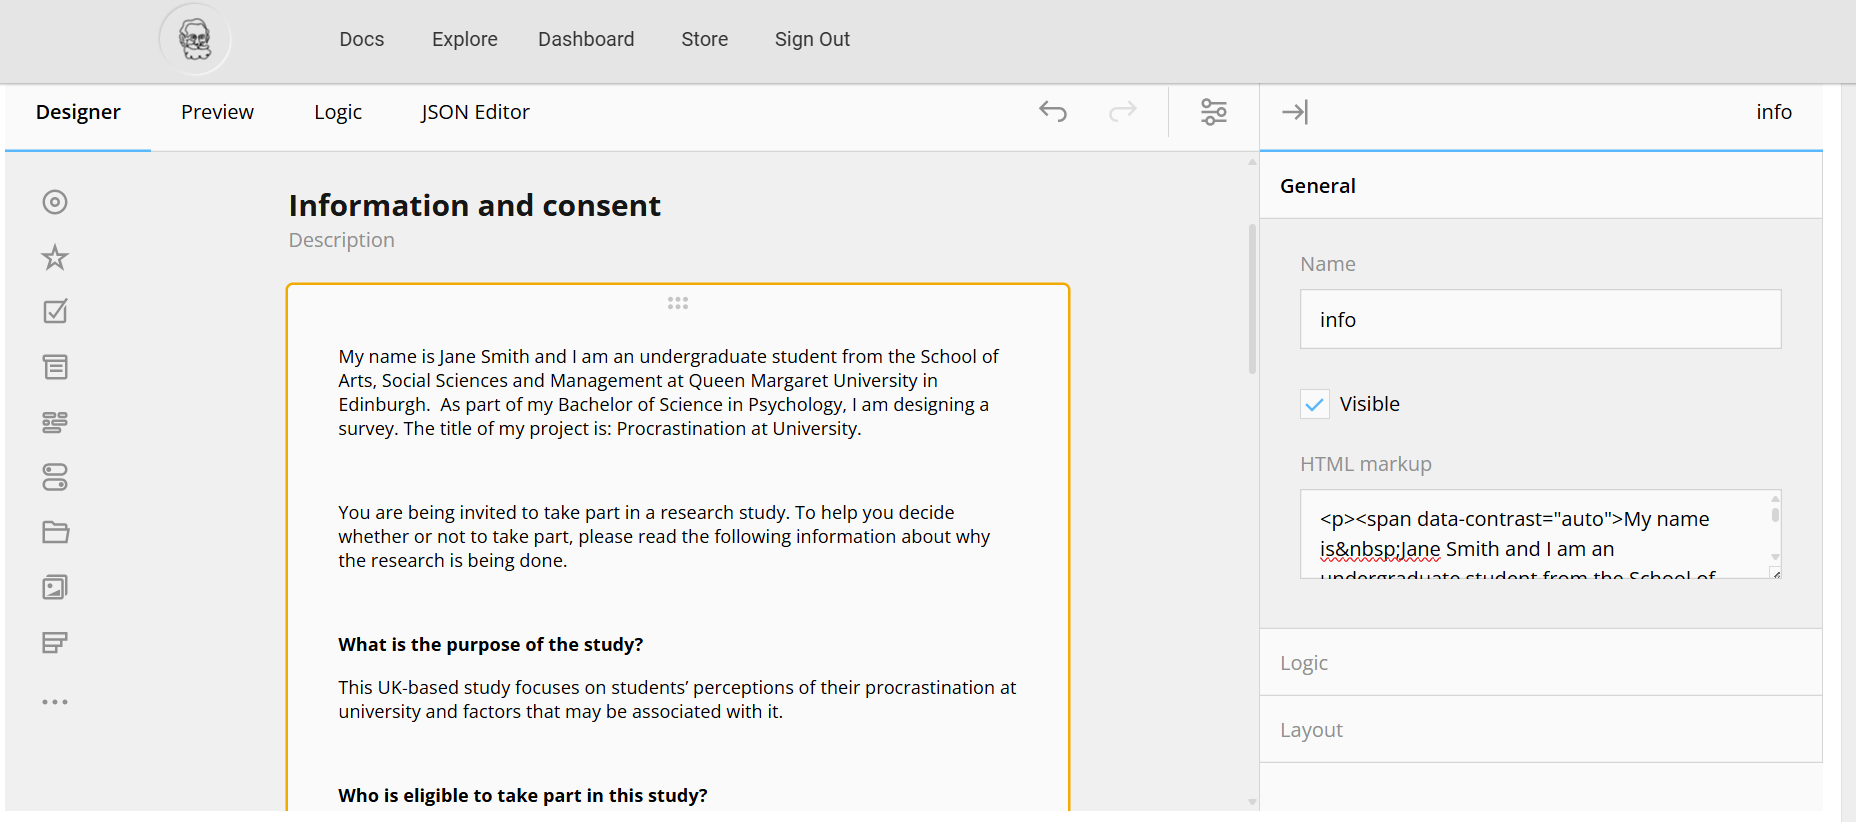 Docs Explore Dashboard Store Sign Out
Designer Preview Logic JSON Editor
info
Information and consent
Description
My name is Jane Smith and I am an undergraduate student from the School of
Arts, Social Sciences and Management at Queen Margaret University in
Edinburgh.  As part of my Bachelor of Science in Psychology, I am designing a
survey. The title of my project is: Procrastination at University.
You are being invited to take part in a research study. To help you decide
whether or not to take part, please read the following information about why
the research is being done.
What is the purpose of the study?
This UK-based study focuses on students’ perceptions of their procrastination at
university and factors that may be associated with it.
Who is eligible to take part in this study?
General
Name
info
Visible
HTML markup
<p><span data-contrast="auto">My name
is&nbsp;Jane Smith and I am an
undergraduate student from the School of
Logic
Layout